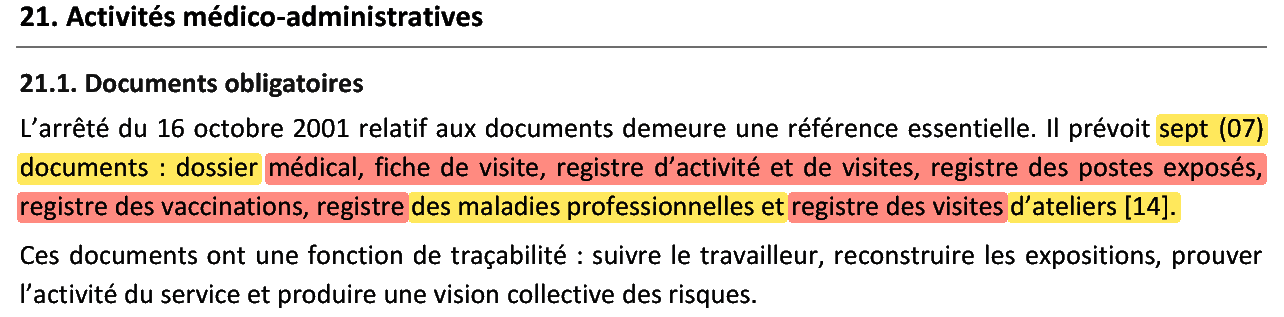 21. Activités médico-administratives
21.1. Documents obligatoires
L’arrêté du 16 octobre 2001 relatif aux documents demeure une référence essentielle. Il prévoit sept (07)
documents : dossier médical, fiche de visite, registre d’activité et de visites, registre des postes exposés,
registre des vaccinations, registre des maladies professionnelles et registre des visites d’ateliers [14].
Ces documents ont une fonction de traçabilité : suivre le travailleur, reconstruire les expositions, prouver
l’activité du service et produire une vision collective des risques.